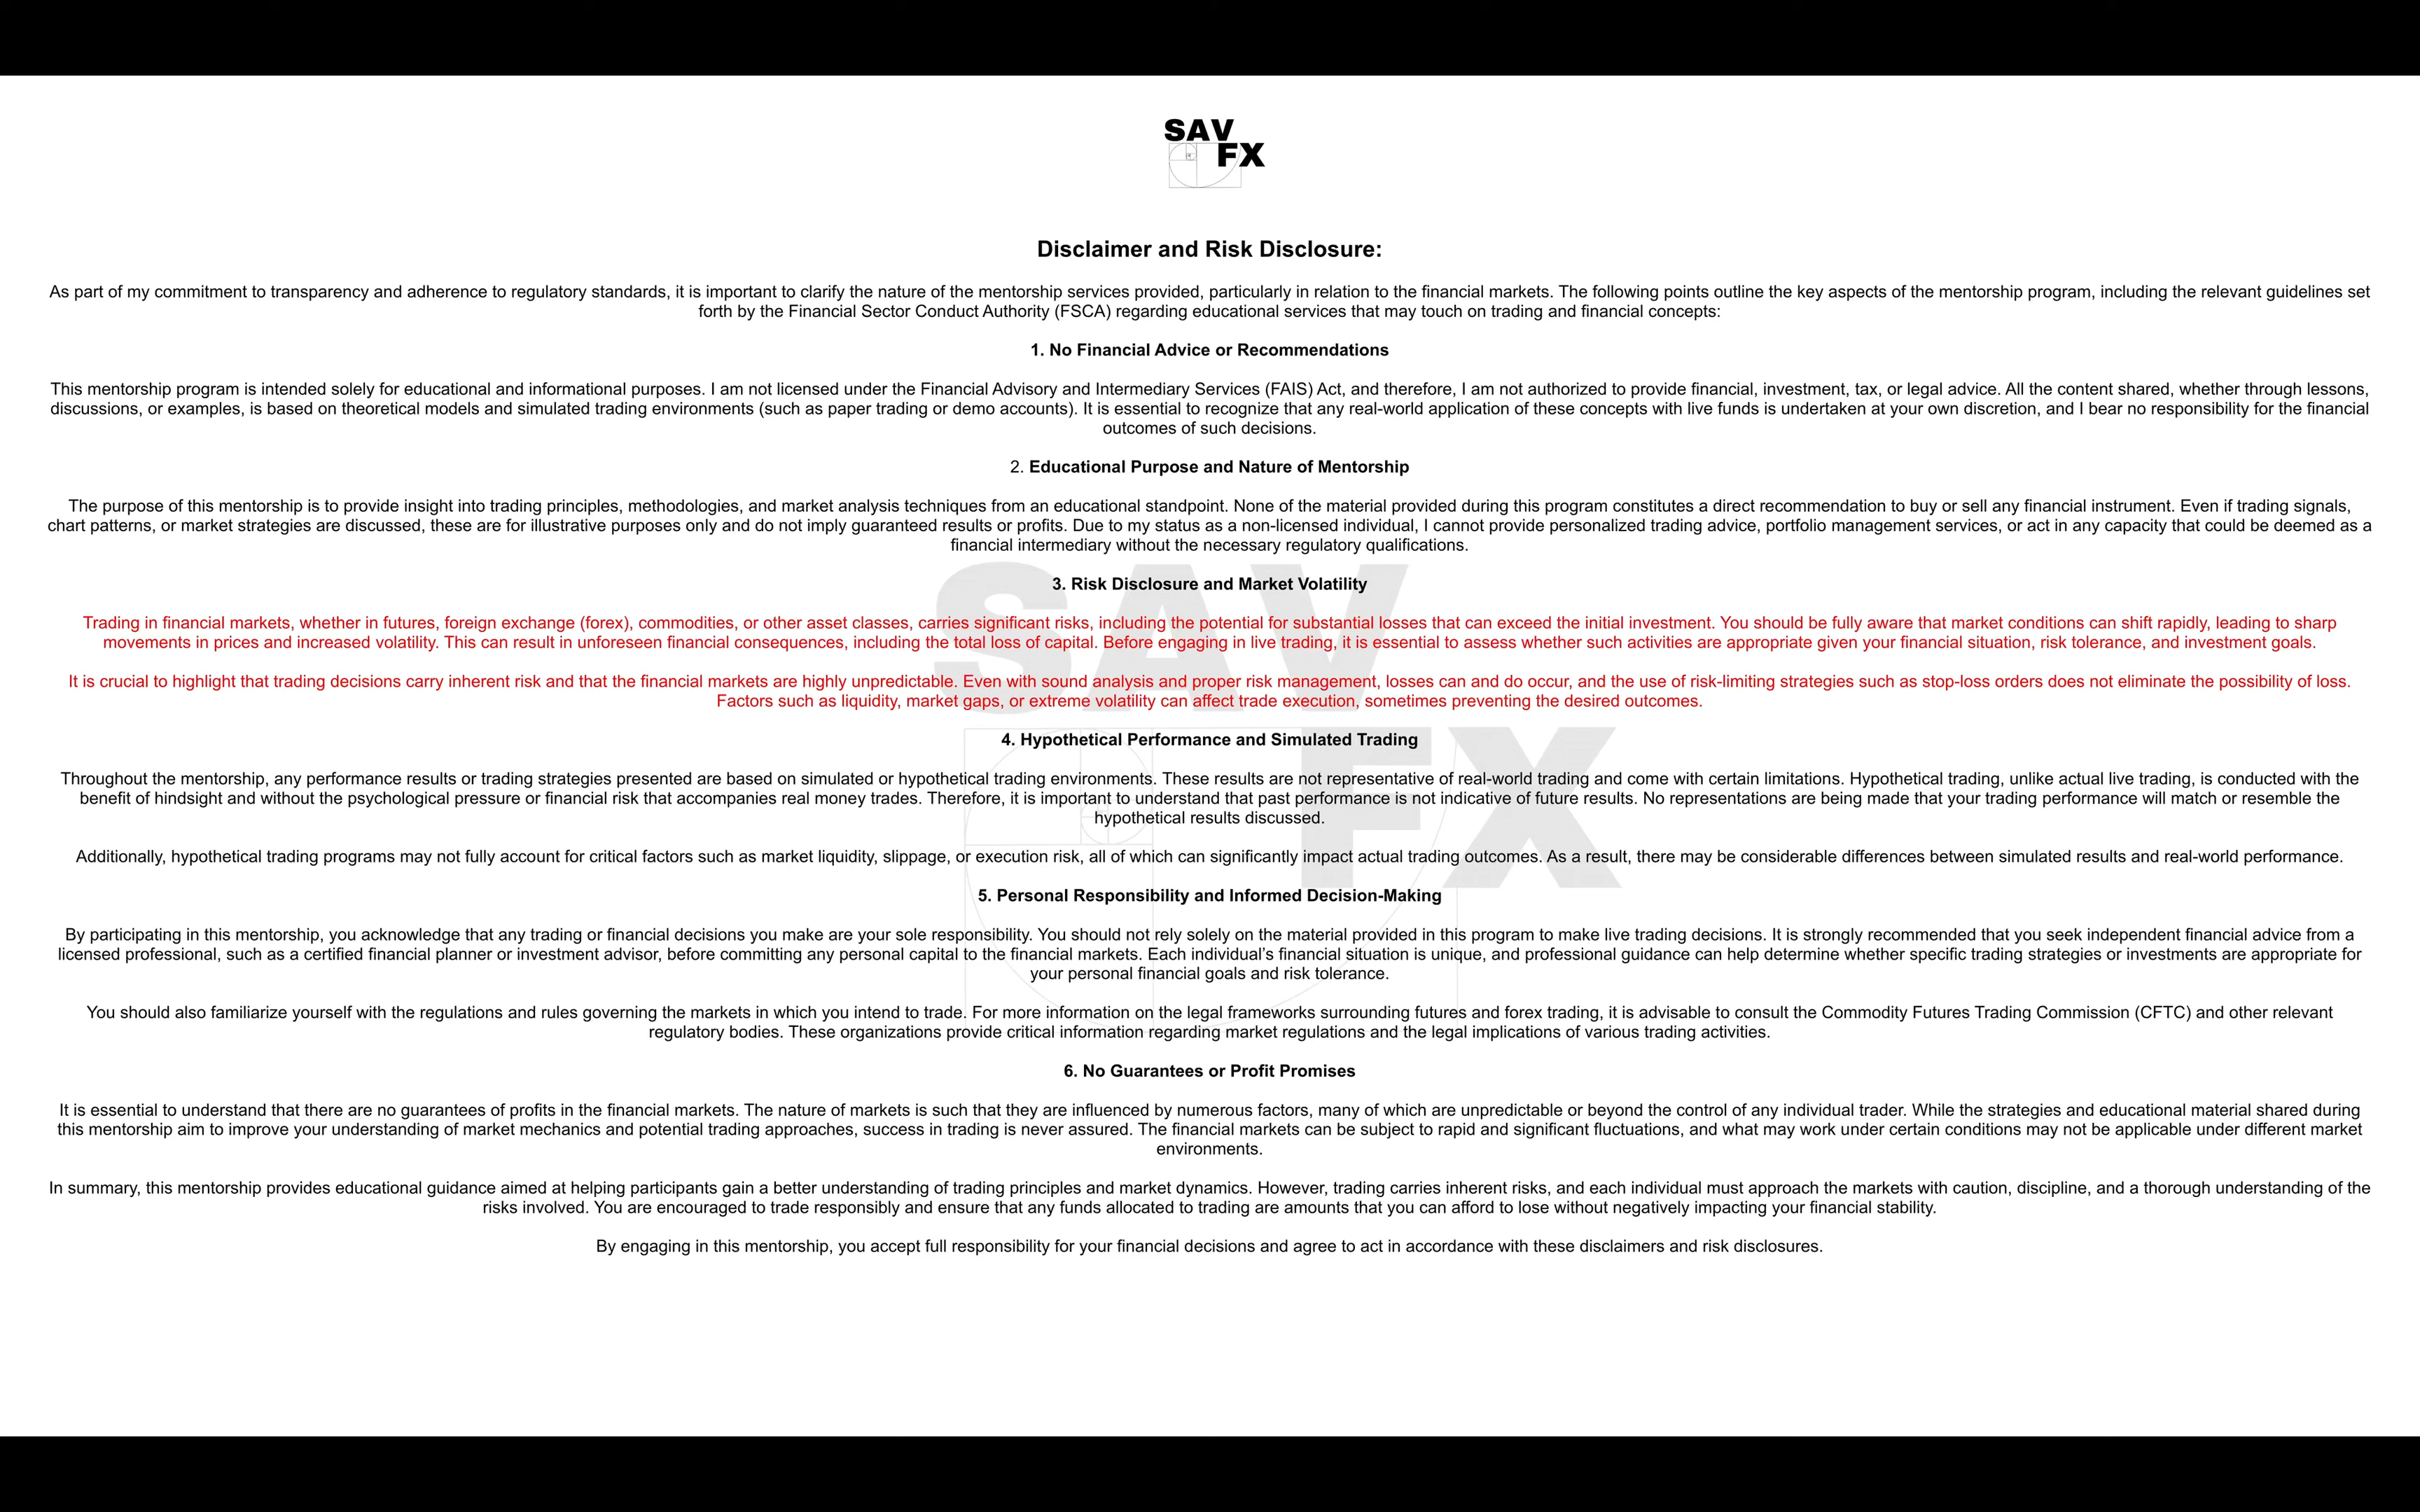 SAV
FX
Disclaimer and Risk Disclosure:
As part of my commitment to transparency and adherence to regulatory standards, it is important to clarify the nature of the mentorship services provided, particularly in relation to the financial markets. The following points outline the key aspects of the mentorship program, including the relevant guidelines set
forth by the Financial Sector Conduct Authority (FSCA) regarding educational services that may touch on trading and financial concepts:
1. No Financial Advice or Recommendations
This mentorship program is intended solely for educational and informational purposes. I am not licensed under the Financial Advisory and Intermediary Services (FAIS) Act, and therefore, I am not authorized to provide financial, investment, tax, or legal advice. All the content shared, whether through lessons,
discussions, or examples, is based on theoretical models and simulated trading environments (such as paper trading or demo accounts). It is essential to recognize that any real-world application of these concepts with live funds is undertaken at your own discretion, and I bear no responsibility for the financial
outcomes of such decisions.
2. Educational Purpose and Nature of Mentorship
The purpose of this mentorship is to provide insight into trading principles, methodologies, and market analysis techniques from an educational standpoint. None of the material provided during this program constitutes a direct recommendation to buy or sell any financial instrument. Even if trading signals,
chart patterns, or market strategies are discussed, these are for illustrative purposes only and do not imply guaranteed results or profits. Due to my status as a non-licensed individual, I cannot provide personalized trading advice, portfolio management services, or act in any capacity that could be deemed as a
financial intermediary without the necessary regulatory qualifications.
3. Risk Disclosure and Market Volatility
Trading in financial markets, whether in futures, foreign exchange (forex), commodities, or other asset classes, carries significant risks, including the potential for substantial losses that can exceed the initial investment. You should be fully aware that market conditions can shift rapidly, leading to sharp
movements in prices and increased volatility. This can result in unforeseen financial consequences, including the total loss of capital. Before engaging in live trading, it is essential to assess whether such activities are appropriate given your financial situation, risk tolerance, and investment goals.
It is crucial to highlight that trading decisions carry inherent risk and that the financial markets are highly unpredictable. Even with sound analysis and proper risk management, losses can and do occur, and the use of risk-limiting strategies such as stop-loss orders does not eliminate the possibility of loss.
Factors such as liquidity, market gaps, or extreme volatility can affect trade execution, sometimes preventing the desired outcomes.
4. Hypothetical Performance and Simulated Trading
Throughout the mentorship, any performance results or trading strategies presented are based on simulated or hypothetical trading environments. These results are not representative of real-world trading and come with certain limitations. Hypothetical trading, unlike actual live trading, is conducted with the
benefit of hindsight and without the psychological pressure or financial risk that accompanies real money trades. Therefore, it is important to understand that past performance is not indicative of future results. No representations are being made that your trading performance will match or resemble the
hypothetical results discussed.
Additionally, hypothetical trading programs may not fully account for critical factors such as market liquidity, slippage, or execution risk, all of which can significantly impact actual trading outcomes. As a result, there may be considerable differences between simulated results and real-world performance.
5. Personal Responsibility and Informed Decision-Making
By participating in this mentorship, you acknowledge that any trading or financial decisions you make are your sole responsibility. You should not rely solely on the material provided in this program to make live trading decisions. It is strongly recommended that you seek independent financial advice from a
licensed professional, such as a certified financial planner or investment advisor, before committing any personal capital to the financial markets. Each individual's financial situation is unique, and professional guidance can help determine whether specific trading strategies or investments are appropriate for
your personal financial goals and risk tolerance.
You should also familiarize yourself with the regulations and rules governing the markets in which you intend to trade. For more information on the legal frameworks surrounding futures and forex trading, it is advisable to consult the Commodity Futures Trading Commission (CFTC) and other relevant
regulatory bodies. These organizations provide critical information regarding market regulations and the legal implications of various trading activities.
6. No Guarantees or Profit Promises
It is essential to understand that there are no guarantees of profits in the financial markets. The nature of markets is such that they are influenced by numerous factors, many of which are unpredictable or beyond the control of any individual trader. While the strategies and educational material shared during
this mentorship aim to improve your understanding of market mechanics and potential trading approaches, success in trading is never assured. The financial markets can be subject to rapid and significant fluctuations, and what may work under certain conditions may not be applicable under different market
environments.
In summary, this mentorship provides educational guidance aimed at helping participants gain a better understanding of trading principles and market dynamics. However, trading carries inherent risks, and each individual must approach the markets with caution, discipline, and a thorough understanding of the
risks involved. You are encouraged to trade responsibly and ensure that any funds allocated to trading are amounts that you can afford to lose without negatively impacting your financial stability.
By engaging in this mentorship, you accept full responsibility for your financial decisions and agree to act in accordance with these disclaimers and risk disclosures.
SAV
FX